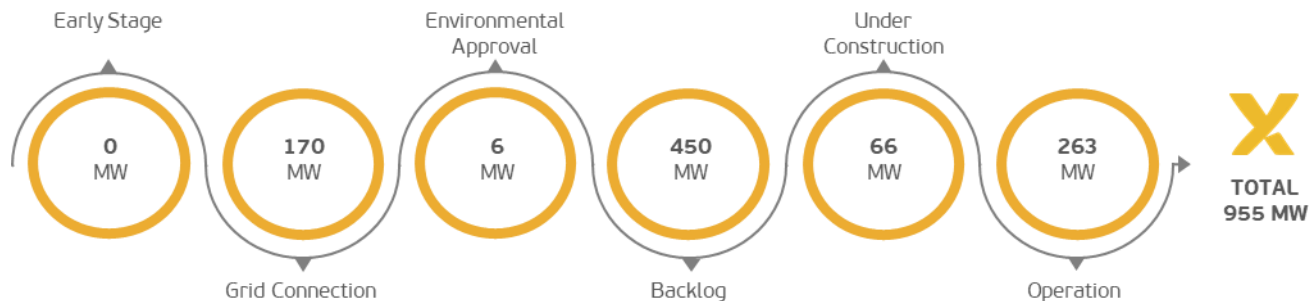 Early Stage
Environmental
Approval
Under
Construction
0
MW
170
MW
6
MW
450
MW
66
MW
263
MW
TOTAL
955 MW
Grid Connection
Backlog
Operation